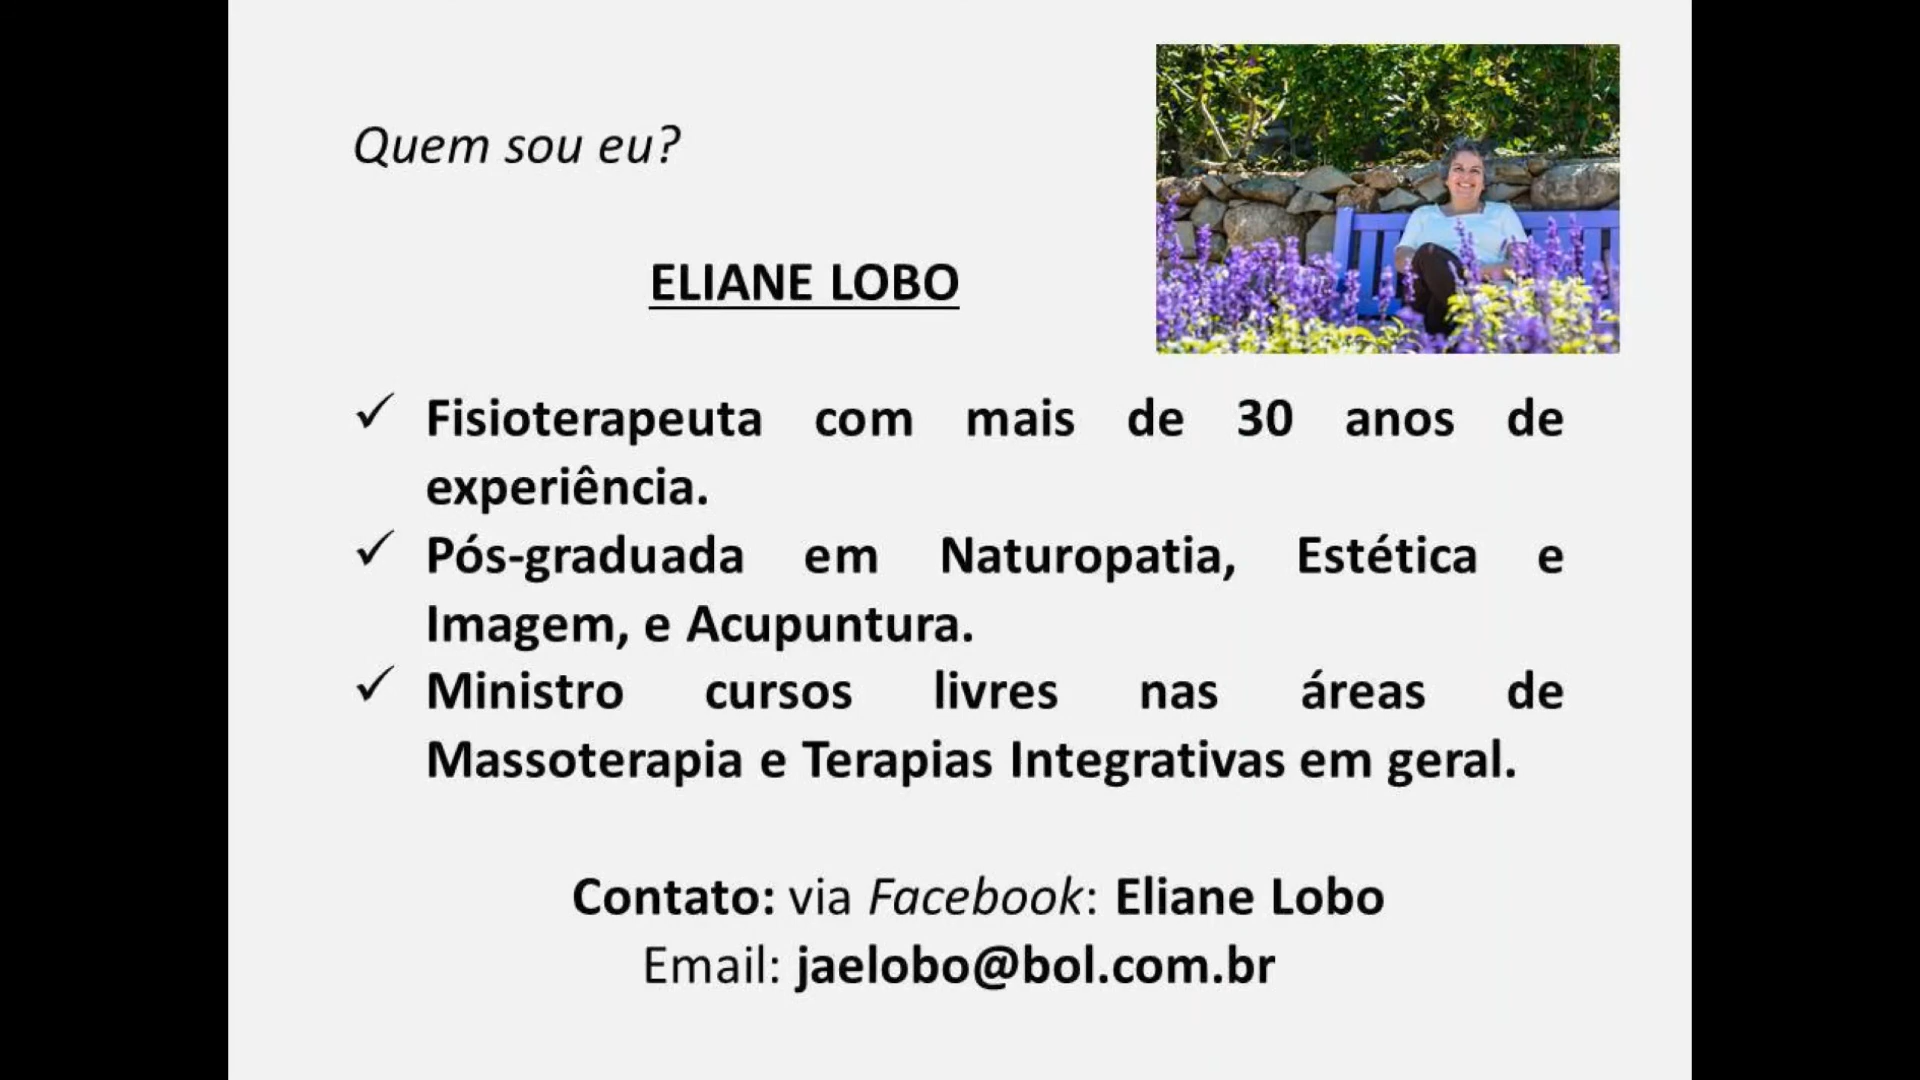 Quem sou eu?
ELIANE LOBO
✓ Fisioterapeuta com mais de 30 anos de
experiência.
✓ Pós-graduada em Naturopatia, Estética e
Imagem, e Acupuntura.
✓ Ministro cursos livres nas áreas de
Massoterapia e Terapias Integrativas em geral.
Contato: via Facebook: Eliane Lobo
Email: jaelobo@bol.com.br